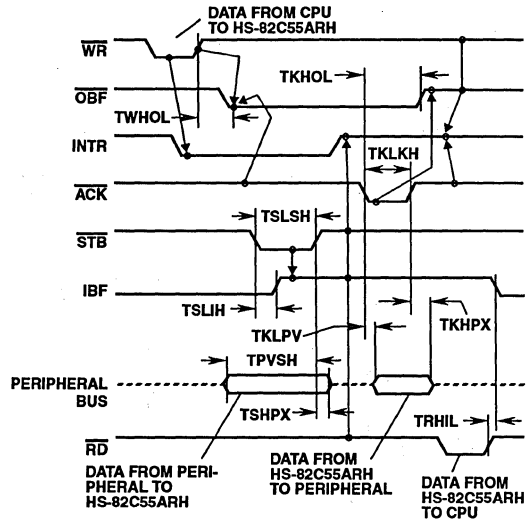 DATA FROM CPU
TO HS-82C55ARH
WR
TKHOL
OBF
TWHOL
INTR
TKLKH
ACK
TSLSH
STB
IBF
TSLIH
TKLPV
TKHPX
TPVSH
PERIPHERAL
BUS
TSHPX
TRHIL
RD
DATA FROM PERI-
PHERAL TO
HS-82C55ARH
DATA FROM
HS-82C55ARH
TO PERIPHERAL
DATA FROM
HS-82C55ARH
TO CPU